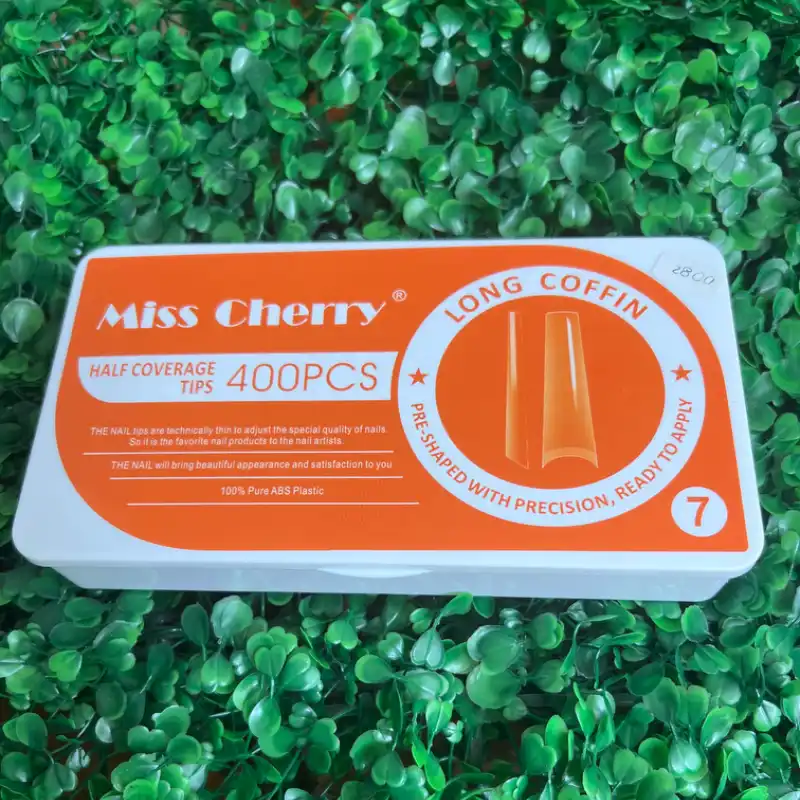 Miss Cherry®
HALF COVERAGE
TIPS 400PCS
THE NAIL tips are technically thin to adjust the special quality of nails.
So it is the favorite nail products to the nail artists.
THE NAIL will bring beautiful appearance and satisfaction to you
100% Pure ABS Plastic
LONG COFFIN
PRE-SHAPED WITH PRECISION, READY TO APPLY
7
2800